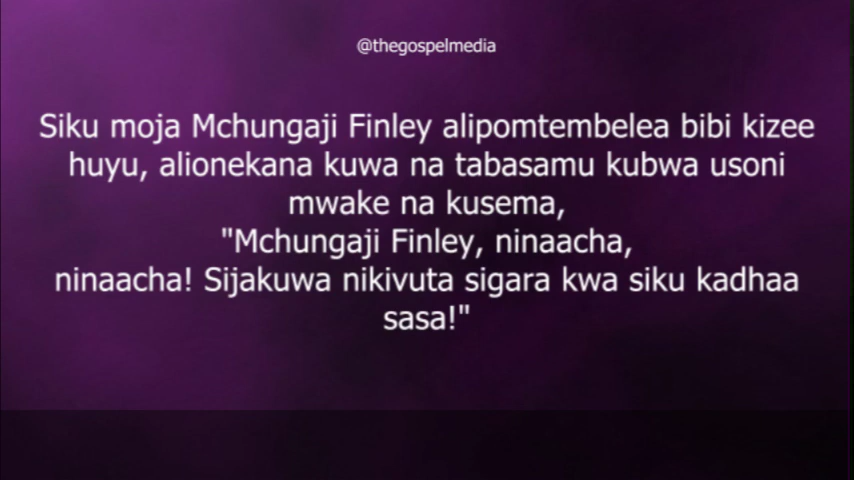 @thegospelmedia
Siku moja Mchungaji Finley alipomtembelea bibi kizee
huyu, alionekana kuwa na tabasamu kubwa usoni
mwake na kusema,
"Mchungaji Finley, ninaacha,
ninaacha! Sijakuwa nikivuta sigara kwa siku kadhaa
sasa!"